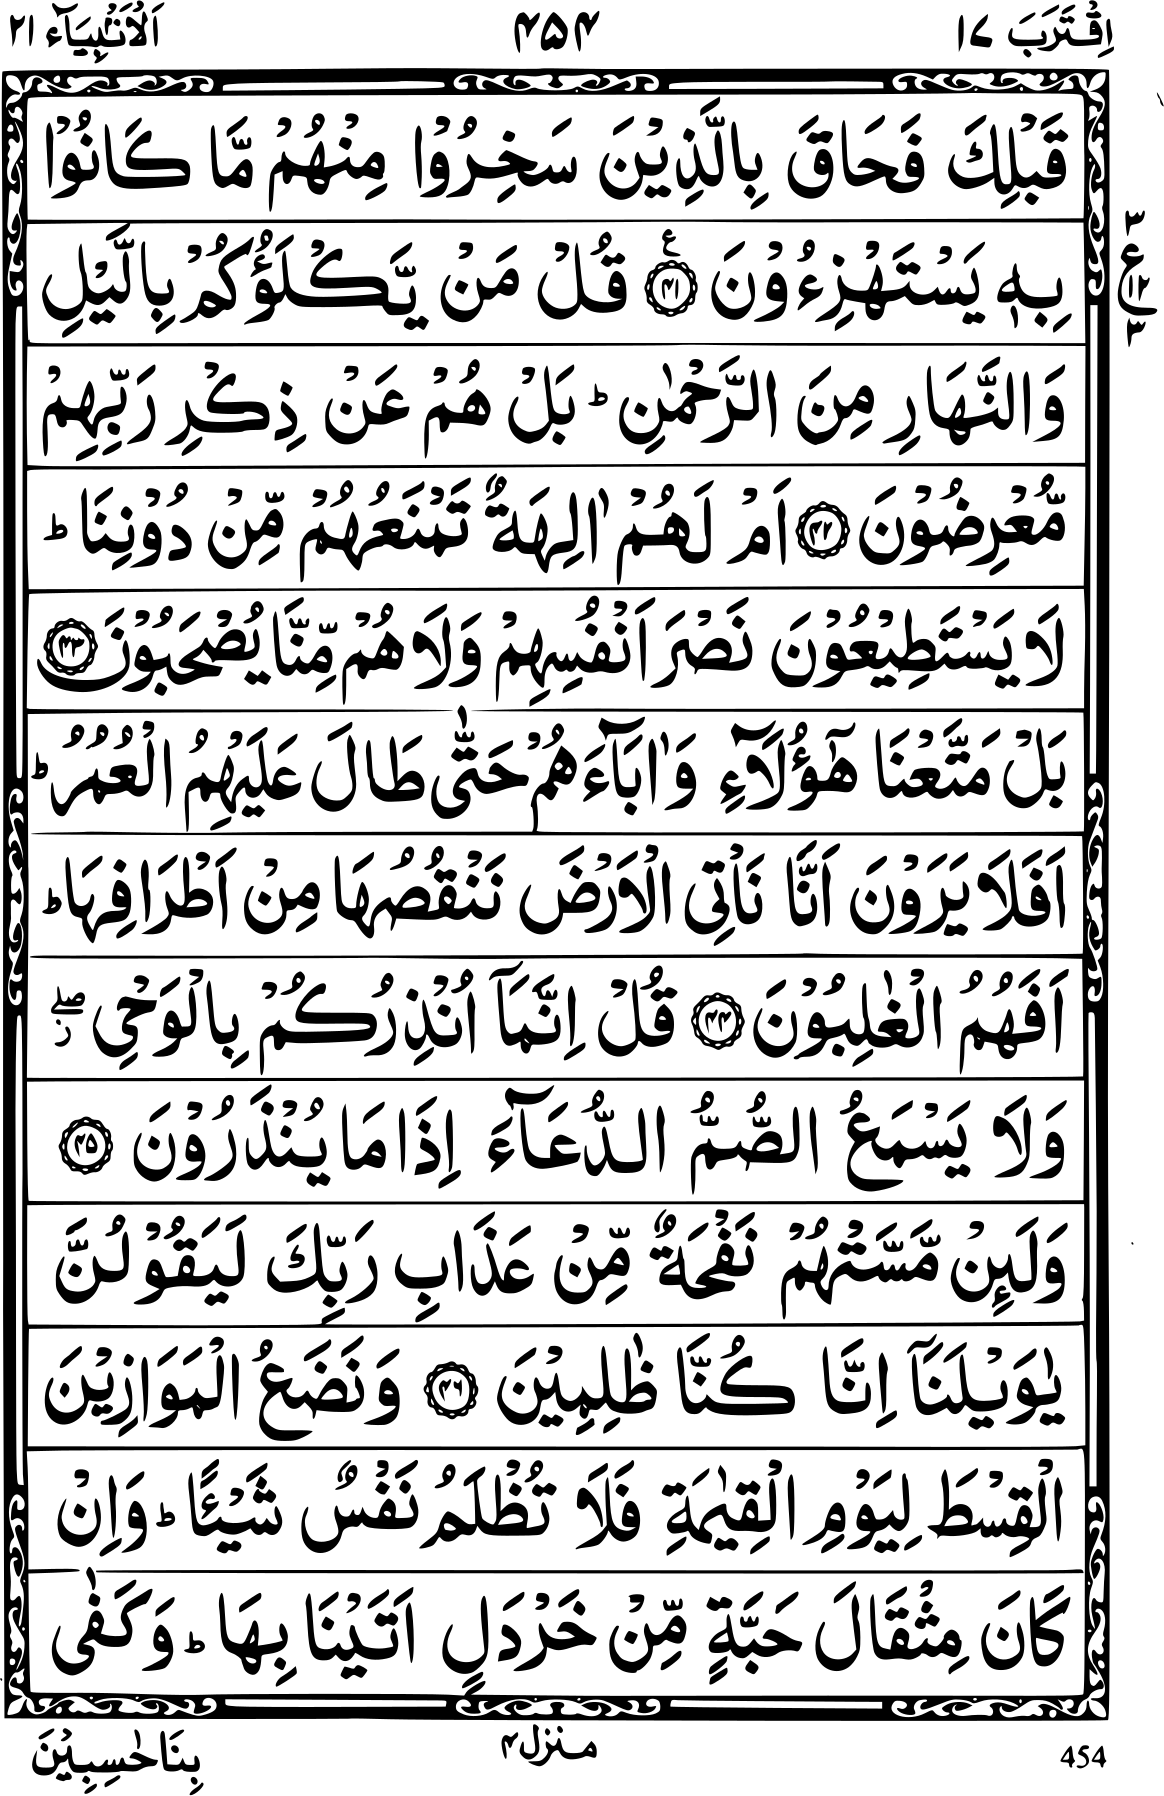 اِقْتَرَبَ ١٧
٤٥٤
اَلْاَنْۢبِيَآء ٢١
قَبْلِكَ فَحَاقَ بِالَّذِيْنَ سَخِرُوْا مِنْهُمْ مَّا كَانُوْا
بِهٖ يَسْتَهْزِءُوْنَ ۝٤١ ع قُلْ مَنْ يَّكْلَؤُكُمْ بِالَّيْلِ
٣
ع
١٢
٣
وَالنَّهَارِ مِنَ الرَّحْمٰنِ ؕ بَلْ هُمْ عَنْ ذِكْرِ رَبِّهِمْ
مُّعْرِضُوْنَ ۝٤٢ اَمْ لَهُمْ اٰلِهَةٌ تَمْنَعُهُمْ مِّنْ دُوْنِنَا ؕ
لَا يَسْتَطِيْعُوْنَ نَصْرَ اَنْفُسِهِمْ وَلَا هُمْ مِّنَّا يُصْحَبُوْنَ ۝٤٣
بَلْ مَتَّعْنَا هٰٓؤُلَآءِ وَاٰبَآءَهُمْ حَتّٰى طَالَ عَلَيْهِمُ الْعُمُرُ ؕ
اَفَلَا يَرَوْنَ اَنَّا نَاْتِى الْاَرْضَ نَنْقُصُهَا مِنْ اَطْرَافِهَا ؕ
اَفَهُمُ الْغٰلِبُوْنَ ۝٤٤ قُلْ اِنَّمَآ اُنْذِرُكُمْ بِالْوَحْىِ ۖ ز
وَلَا يَسْمَعُ الصُّمُّ الدُّعَآءَ اِذَا مَا يُنْذَرُوْنَ ۝٤٥
وَلَئِنْ مَّسَّتْهُمْ نَفْحَةٌ مِّنْ عَذَابِ رَبِّكَ لَيَقُوْلُنَّ
يٰوَيْلَنَآ اِنَّا كُنَّا ظٰلِمِيْنَ ۝٤٦ وَنَضَعُ الْمَوَازِيْنَ
الْقِسْطَ لِيَوْمِ الْقِيٰمَةِ فَلَا تُظْلَمُ نَفْسٌ شَيْـًٔا ؕ وَاِنْ
كَانَ مِثْقَالَ حَبَّةٍ مِّنْ خَرْدَلٍ اَتَيْنَا بِهَا ؕ وَكَفٰى
بِنَا حٰسِبِيْنَ
منزل ٤
454